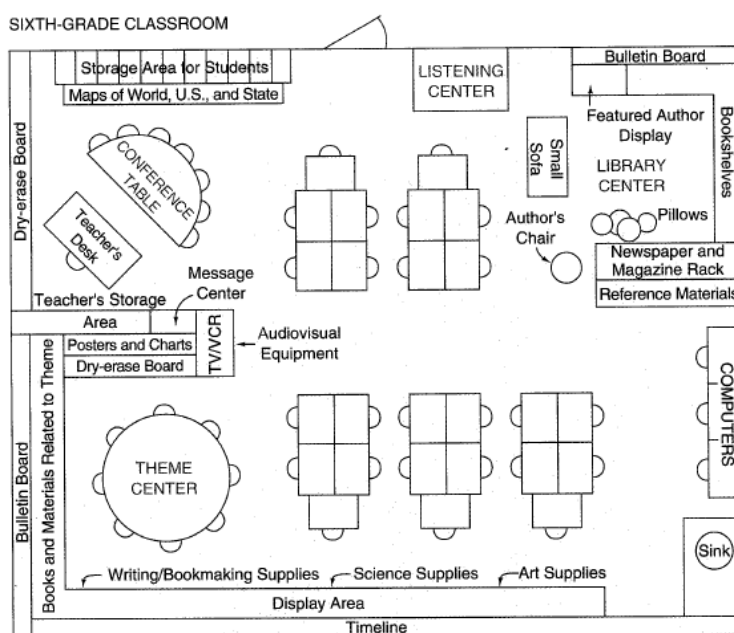 SIXTH-GRADE CLASSROOM
Storage Area for Students
Maps of World, U.S., and State
LISTENING
CENTER
Bulletin Board
Featured Author
Display
Bookshelves
Dry-erase Board
CONFERENCE
TABLE
Teacher's
Desk
Small
Sofa
LIBRARY
CENTER
Author's
Chair
Pillows
Newspaper and
Magazine Rack
Reference Materials
Message
Center
Teacher's Storage
Area
Posters and Charts
Dry-erase Board
TV/VCR
Audiovisual
Equipment
Bulletin Board
Books and Materials Related to Theme
THEME
CENTER
COMPUTERS
Sink
Writing/Bookmaking Supplies
Science Supplies
Art Supplies
Display Area
Timeline